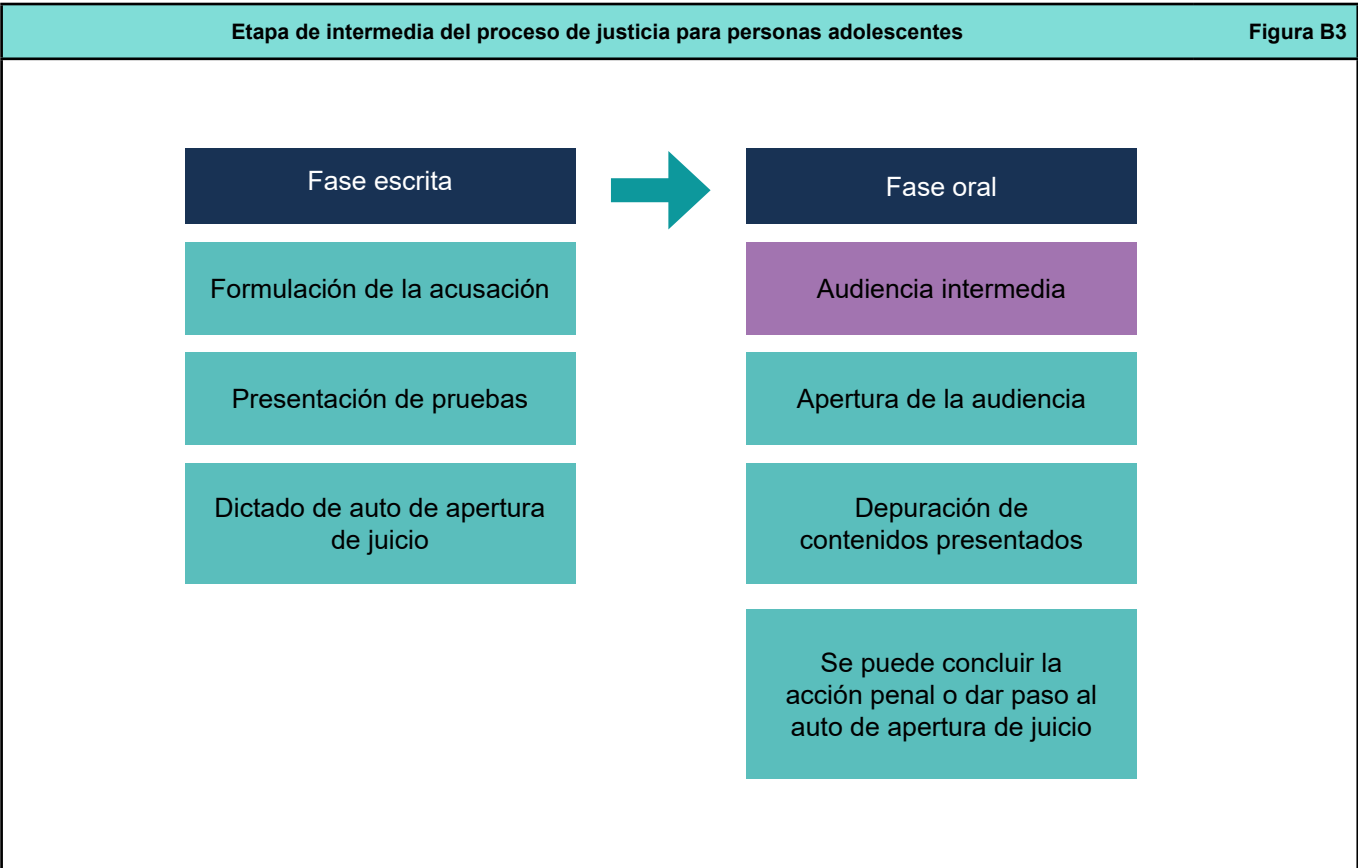 Etapa de intermedia del proceso de justicia para personas adolescentes
Figura B3
Fase escrita
Formulación de la acusación
Presentación de pruebas
Dictado de auto de apertura
de juicio
Fase oral
Audiencia intermedia
Apertura de la audiencia
Depuración de
contenidos presentados
Se puede concluir la
acción penal o dar paso al
auto de apertura de juicio